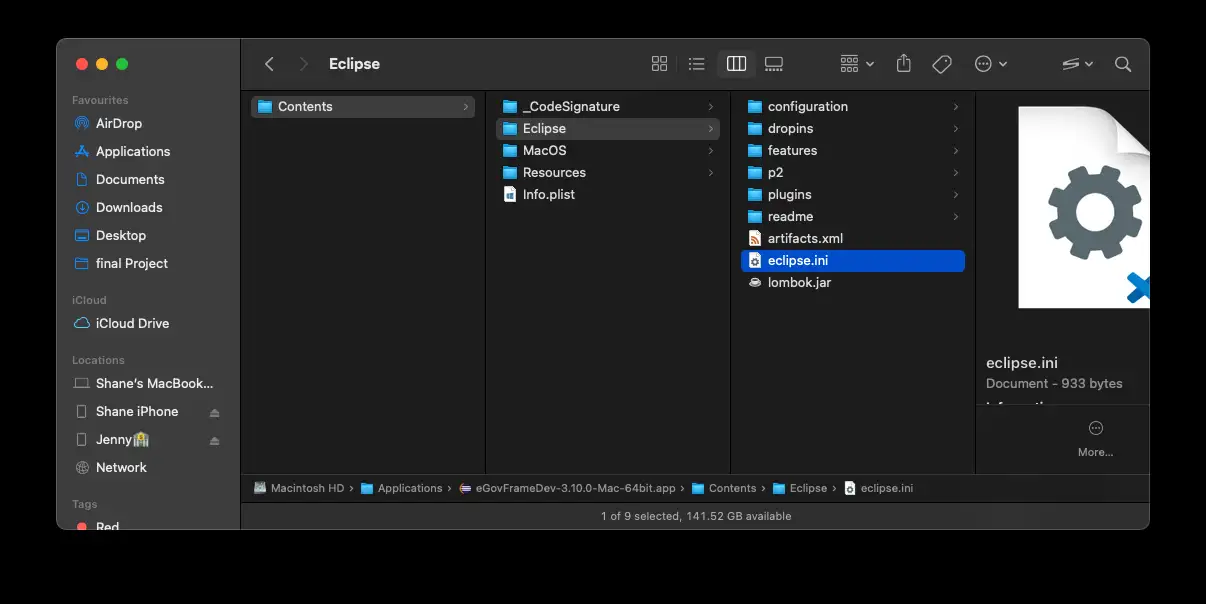 Eclipse
Favourites
AirDrop
Applications
Documents
Downloads
Desktop
final Project
iCloud
iCloud Drive
Locations
Shane's MacBook...
Shane iPhone
Jenny🏫
Network
Tags
Red
Contents
_CodeSignature
Eclipse
MacOS
Resources
Info.plist
configuration
dropins
features
p2
plugins
readme
artifacts.xml
eclipse.ini
lombok.jar
eclipse.ini
Document - 933 bytes
More...
Macintosh HD › Applications › eGovFrameDev-3.10.0-Mac-64bit.app › Contents › Eclipse › eclipse.ini
1 of 9 selected, 141.52 GB available